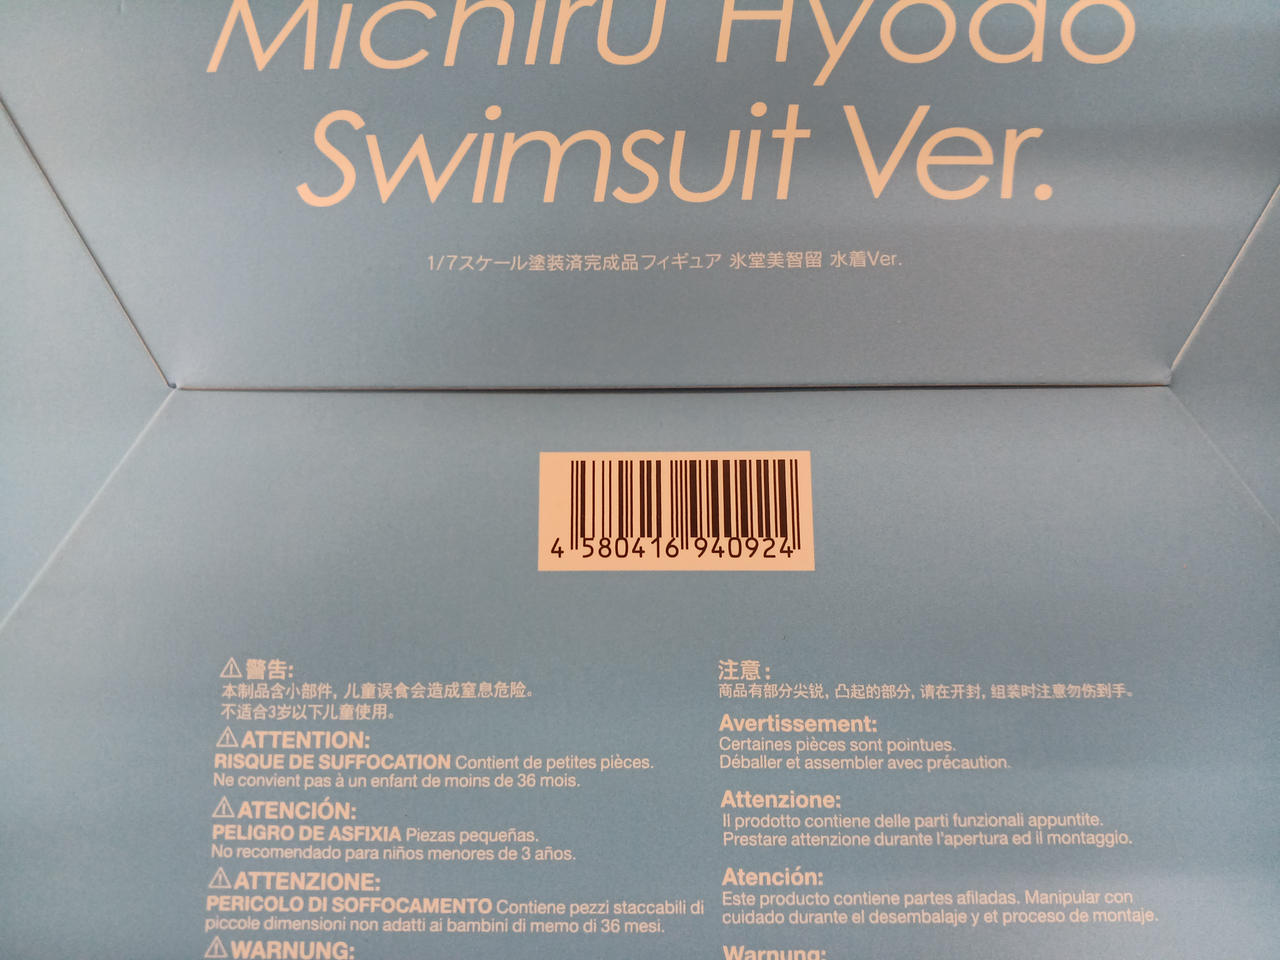 Michiru Hyodo
Swimsuit Ver.
1/7スケール塗装済完成品フィギュア 氷堂美智留 水着Ver.
4 580416 940924
⚠警告:
本制品含小部件, 儿童误食会造成窒息危险。
不适合3岁以下儿童使用。
⚠ATTENTION:
RISQUE DE SUFFOCATION Contient de petites pièces.
Ne convient pas à un enfant de moins de 36 mois.
⚠ATENCIÓN:
PELIGRO DE ASFIXIA Piezas pequeñas.
No recomendado para niños menores de 3 años.
⚠ATTENZIONE:
PERICOLO DI SOFFOCAMENTO Contiene pezzi staccabili di
piccole dimensioni non adatti ai bambini di memo di 36 mesi.
⚠WARNUNG:
注意:
商品有部分尖锐, 凸起的部分, 请在开封, 组装时注意勿伤到手。
Avertissement:
Certaines pièces sont pointues.
Déballer et assembler avec précaution.
Attenzione:
Il prodotto contiene delle parti funzionali appuntite.
Prestare attenzione durante l'apertura ed il montaggio.
Atención:
Este producto contiene partes afiladas. Manipular con
cuidado durante el desembalaje y et proceso de montaje.
Warnung: